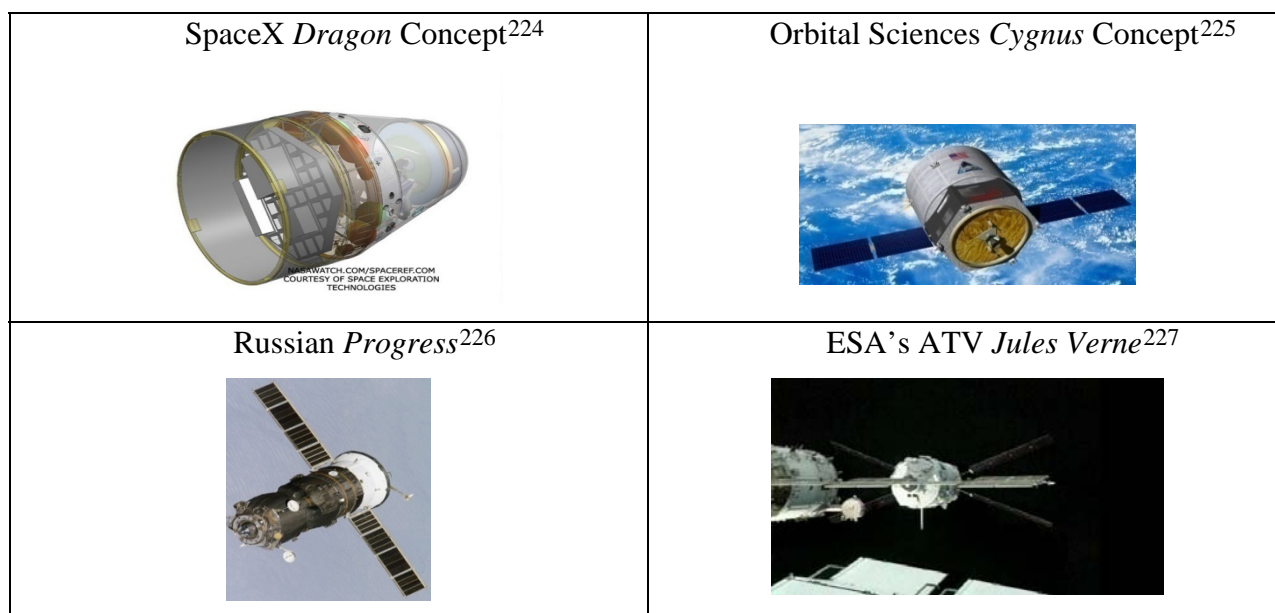 SpaceX Dragon Concept224
Orbital Sciences Cygnus Concept225
NASAWATCH.COM/SPACEREF.COM
COURTESY OF SPACE EXPLORATION
TECHNOLOGIES
Russian Progress226
ESA's ATV Jules Verne227